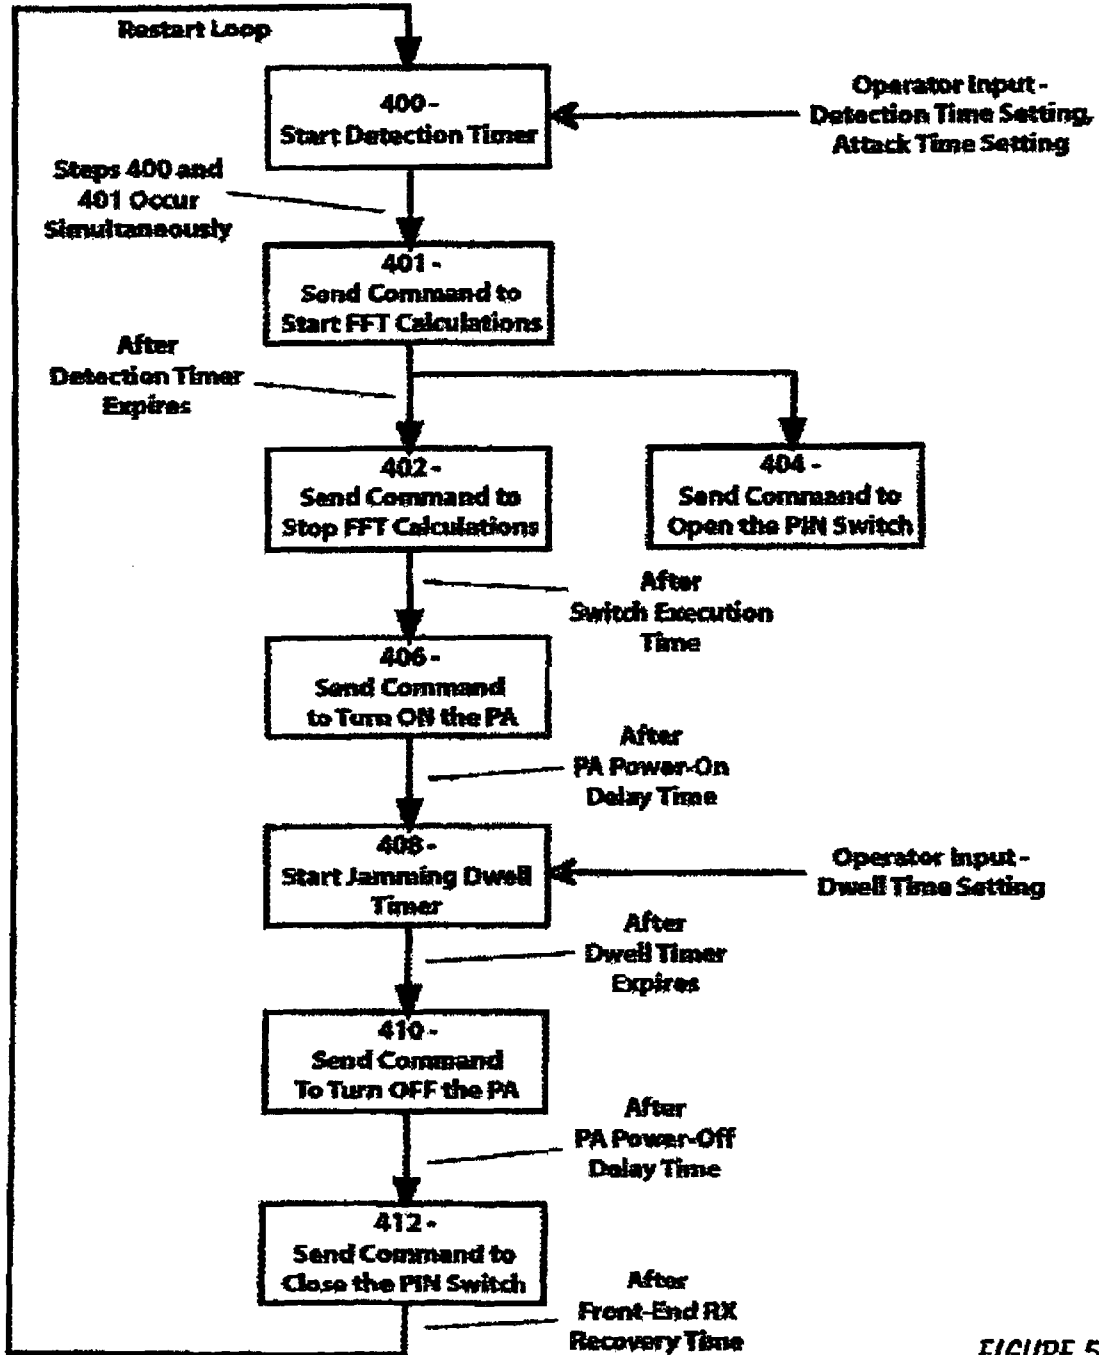 Restart Loop
400 -
Start Detection Timer
Operator Input -
Detection Time Setting,
Attack Time Setting
Steps 400 and
401 Occur
Simultaneously
401 -
Send Command to
Start FFT Calculations
After
Detection Timer
Expires
402 -
Send Command to
Stop FFT Calculations
404 -
Send Command to
Open the PIN Switch
After
Switch Execution
Time
406 -
Send Command
to Turn ON the PA
After
PA Power-On
Delay Time
408 -
Start Jamming Dwell
Timer
Operator Input -
Dwell Time Setting
After
Dwell Timer
Expires
410 -
Send Command
To Turn OFF the PA
After
PA Power-Off
Delay Time
412 -
Send Command to
Close the PIN Switch
After
Front-End RX
Recovery Time
FIGURE 5